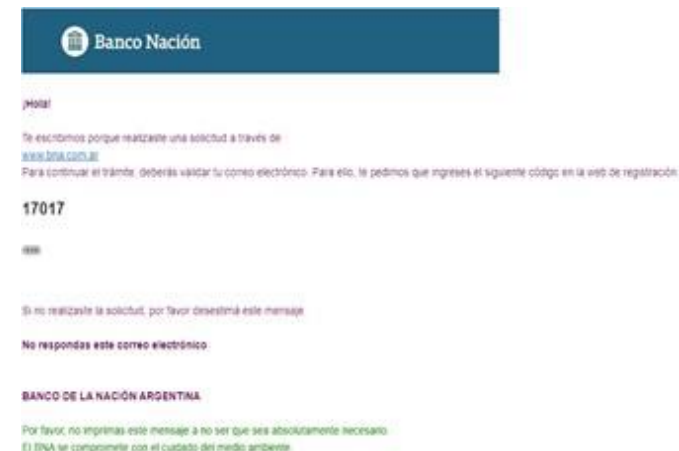 Banco Nación
¡Hola!
Te escribimos porque realizaste una solicitud a través de
www.bna.com.ar
Para continuar el trámite, deberás validar tu correo electrónico. Para ello, te pedimos que ingreses el siguiente código en la web de registración
17017
Si no realizaste la solicitud, por favor desestimá este mensaje.
No respondas este correo electrónico
BANCO DE LA NACIÓN ARGENTINA
Por favor, no imprimas este mensaje a no ser que sea absolutamente necesario.
El BNA se compromete con el cuidado del medio ambiente.